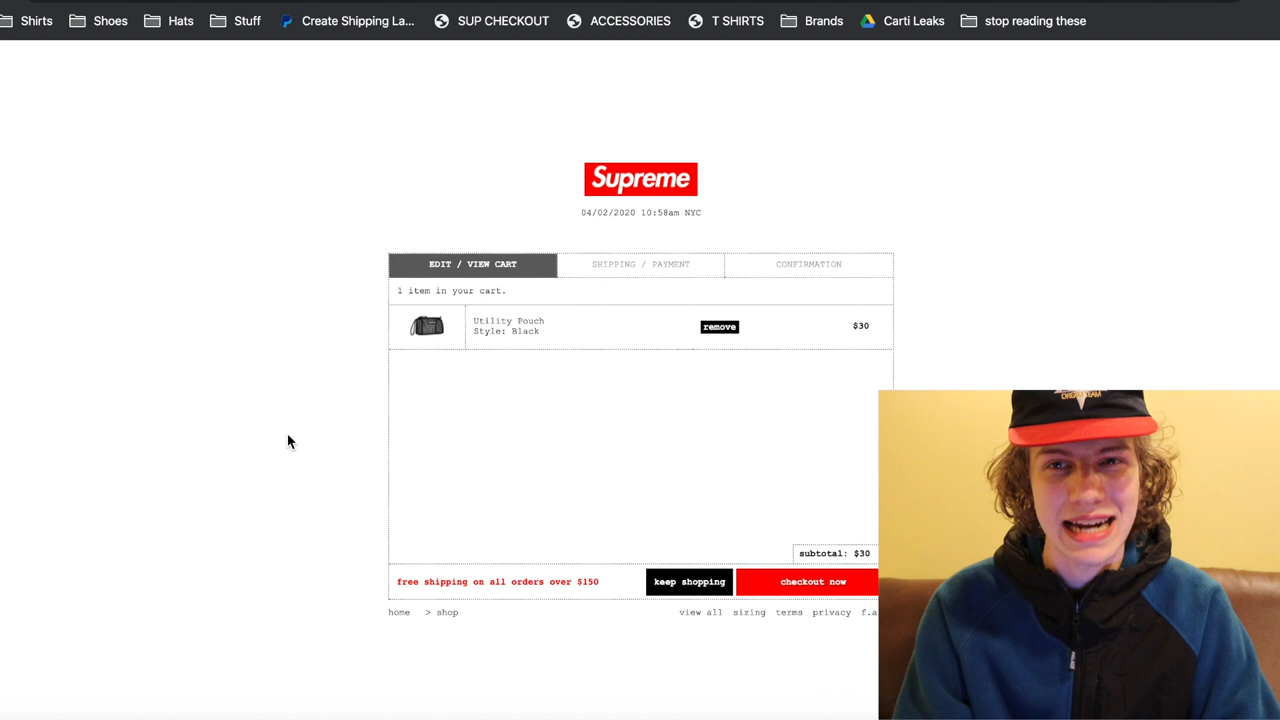 Shirts Shoes Hats Stuff Create Shipping La... SUP CHECKOUT ACCESSORIES T SHIRTS Brands Carti Leaks stop reading these
Supreme
04/02/2020 10:58am NYC
EDIT / VIEW CART SHIPPING / PAYMENT CONFIRMATION
1 item in your cart.
Utility Pouch
Style: Black
remove
$30
subtotal: $30
free shipping on all orders over $150
keep shopping
checkout now
home > shop
view all sizing terms privacy f.a